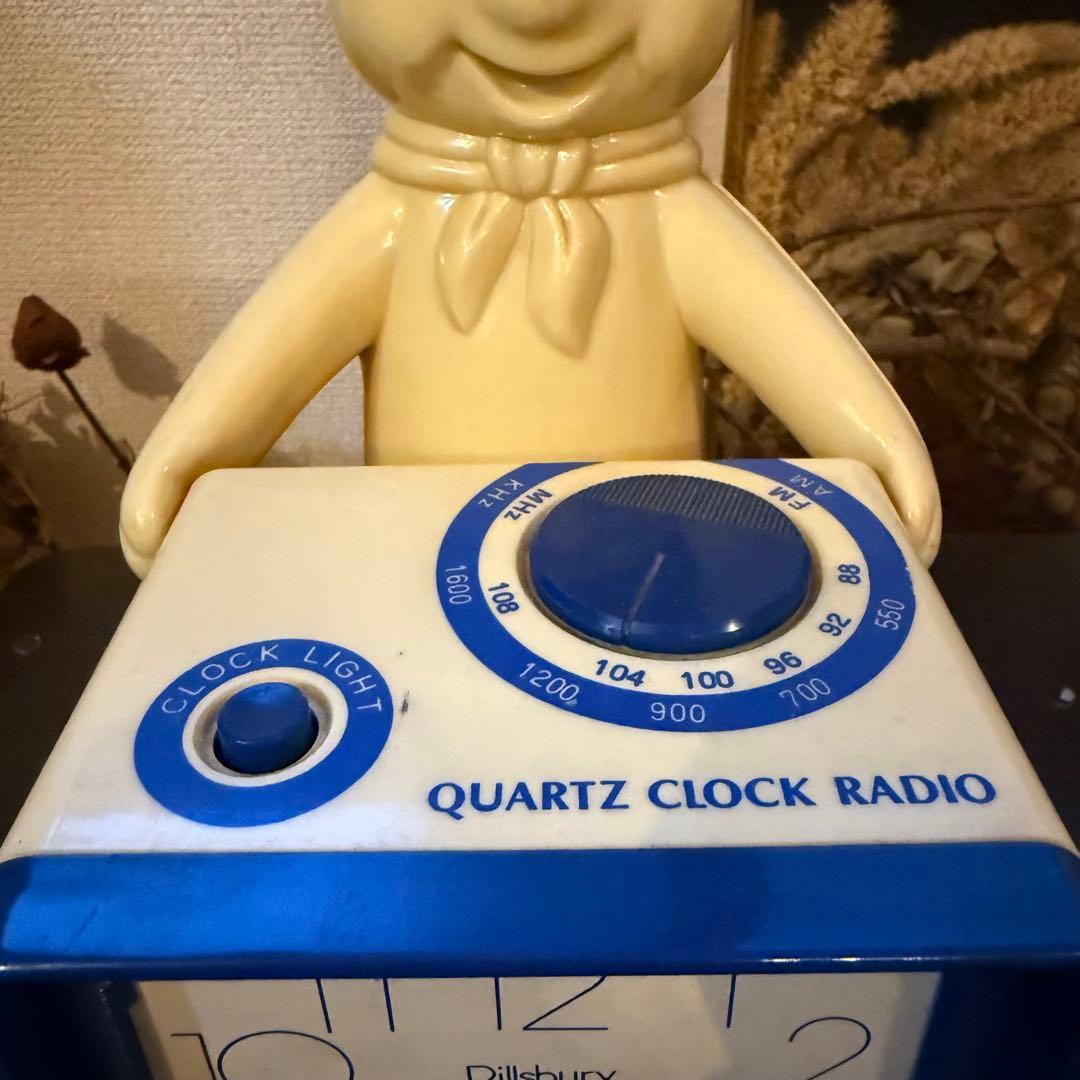 KHz
MHz
FM
AM
1600
108
88
550
92
104
100
96
1200
900
700
CLOCK LIGHT
QUARTZ CLOCK RADIO
11
12
1
10
2
Pillsbury